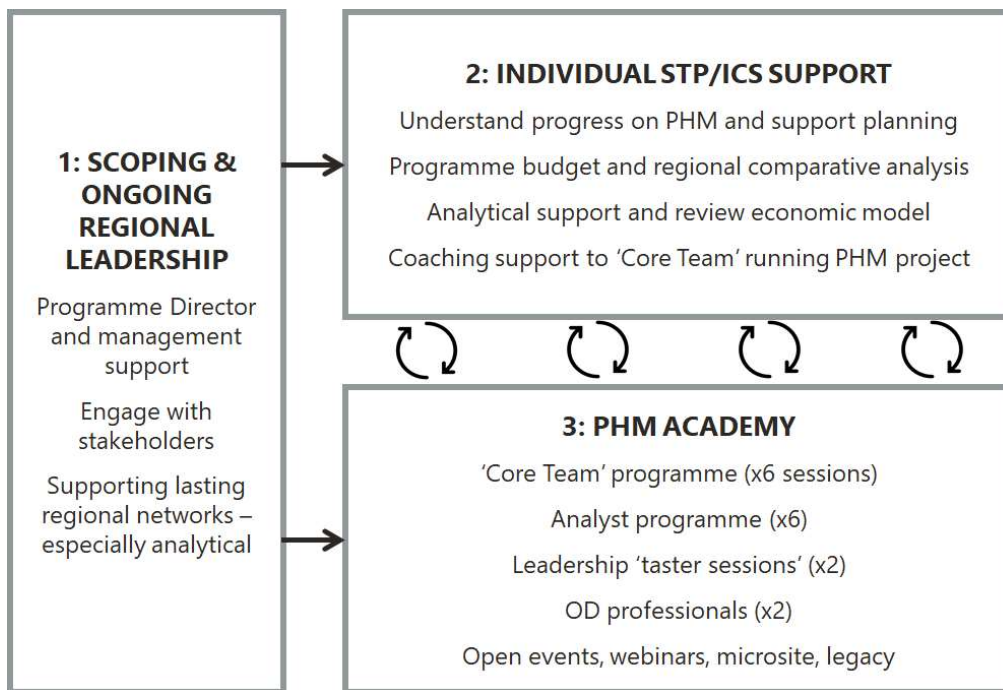 1: SCOPING &
ONGOING
REGIONAL
LEADERSHIP
Programme Director
and management
support
Engage with
stakeholders
Supporting lasting
regional networks –
especially analytical
2: INDIVIDUAL STP/ICS SUPPORT
Understand progress on PHM and support planning
Programme budget and regional comparative analysis
Analytical support and review economic model
Coaching support to ‘Core Team’ running PHM project
3: PHM ACADEMY
‘Core Team’ programme (x6 sessions)
Analyst programme (x6)
Leadership ‘taster sessions’ (x2)
OD professionals (x2)
Open events, webinars, microsite, legacy